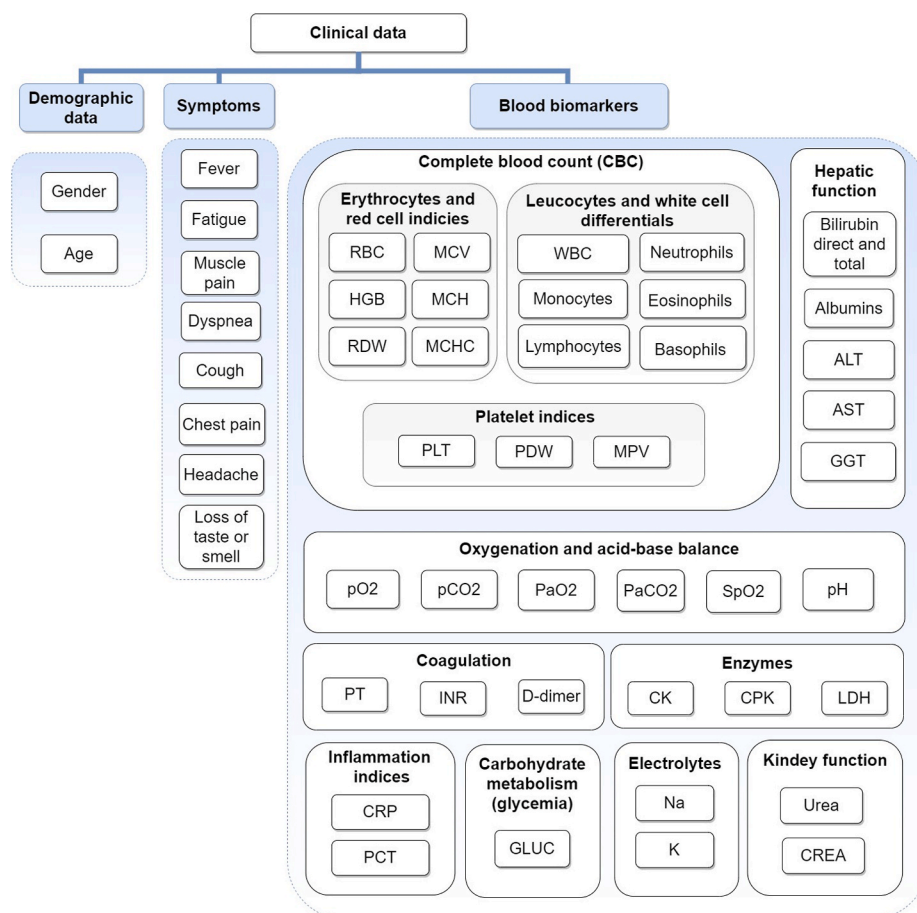 Clinical data
Demographic
data
Symptoms
Blood biomarkers
Gender
Age
Fever
Fatigue
Muscle
pain
Dyspnea
Cough
Chest pain
Headache
Loss of
taste or
smell
Complete blood count (CBC)
Erythrocytes and
red cell indicies
RBC
MCV
HGB
MCH
RDW
MCHC
Leucocytes and white cell
differentials
WBC
Neutrophils
Monocytes
Eosinophils
Lymphocytes
Basophils
Platelet indices
PLT
PDW
MPV
Hepatic
function
Bilirubin
direct and
total
Albumins
ALT
AST
GGT
Oxygenation and acid-base balance
pO2
pCO2
PaO2
PaCO2
SpO2
pH
Coagulation
PT
INR
D-dimer
Enzymes
CK
CPK
LDH
Inflammation
indices
CRP
PCT
Carbohydrate
metabolism
(glycemia)
GLUC
Electrolytes
Na
K
Kindey function
Urea
CREA